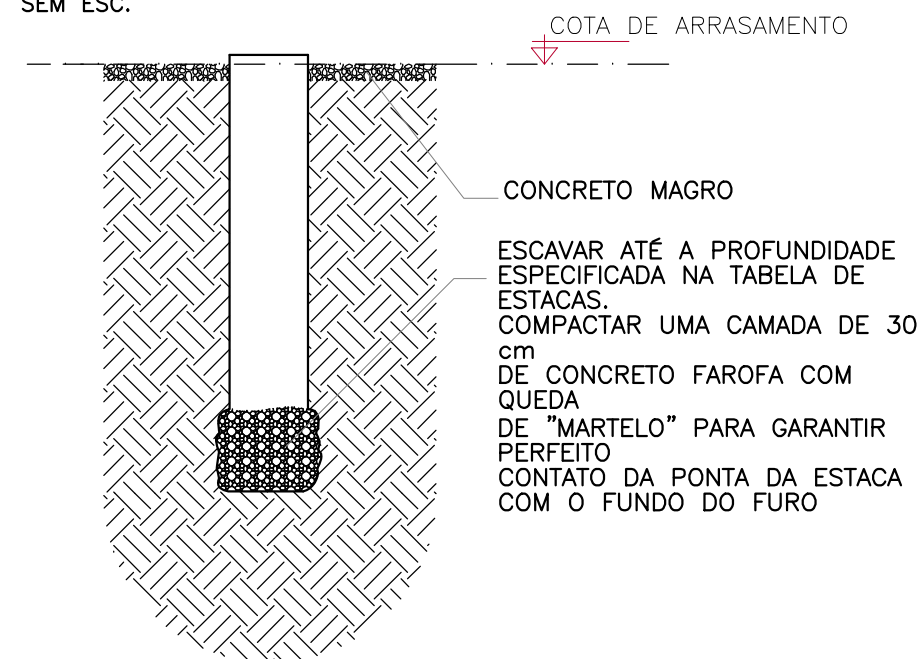 SEM ESC.
COTA DE ARRASAMENTO
CONCRETO MAGRO
ESCAVAR ATÉ A PROFUNDIDADE
ESPECIFICADA NA TABELA DE
ESTACAS.
COMPACTAR UMA CAMADA DE 30
cm
DE CONCRETO FAROFA COM
QUEDA
DE "MARTELO" PARA GARANTIR
PERFEITO
CONTATO DA PONTA DA ESTACA
COM O FUNDO DO FURO